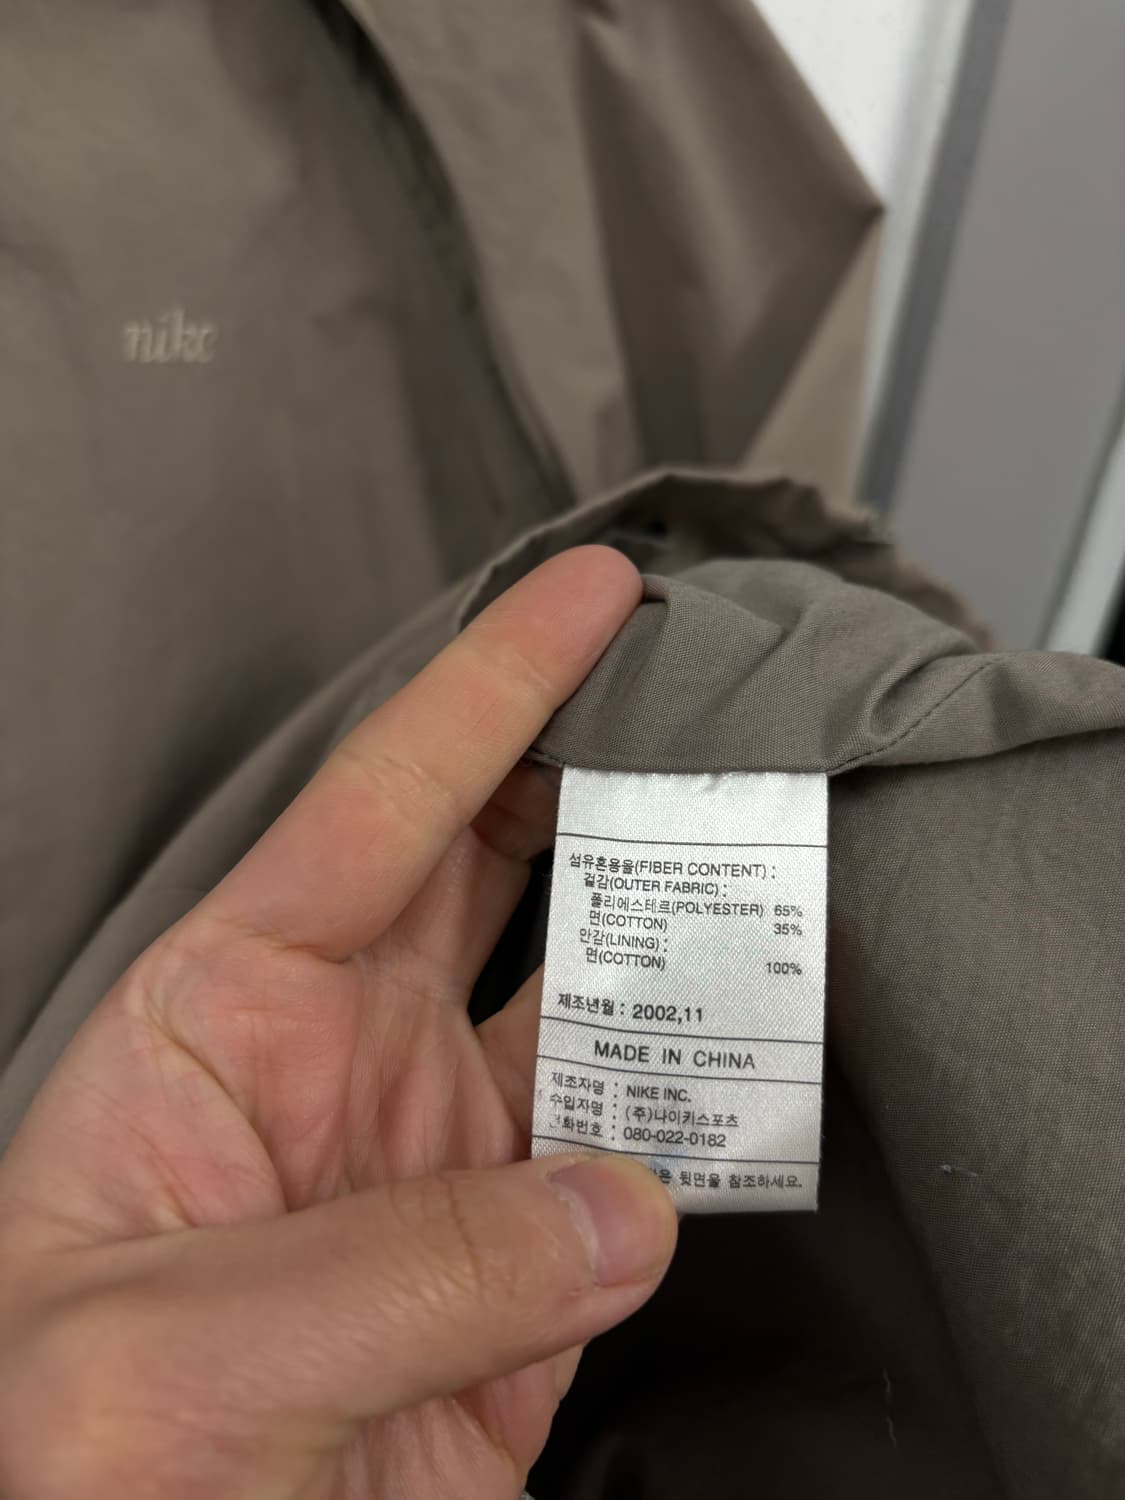 nike
섬유혼용율(FIBER CONTENT) :
겉감(OUTER FABRIC) :
폴리에스테르(POLYESTER) 65%
면(COTTON) 35%
안감(LINING) :
면(COTTON) 100%
제조년월 : 2002,11
MADE IN CHINA
제조자명 : NIKE INC.
수입자명 : (주)나이키스포츠
전화번호 : 080-022-0182
뒷면을 참조하세요.